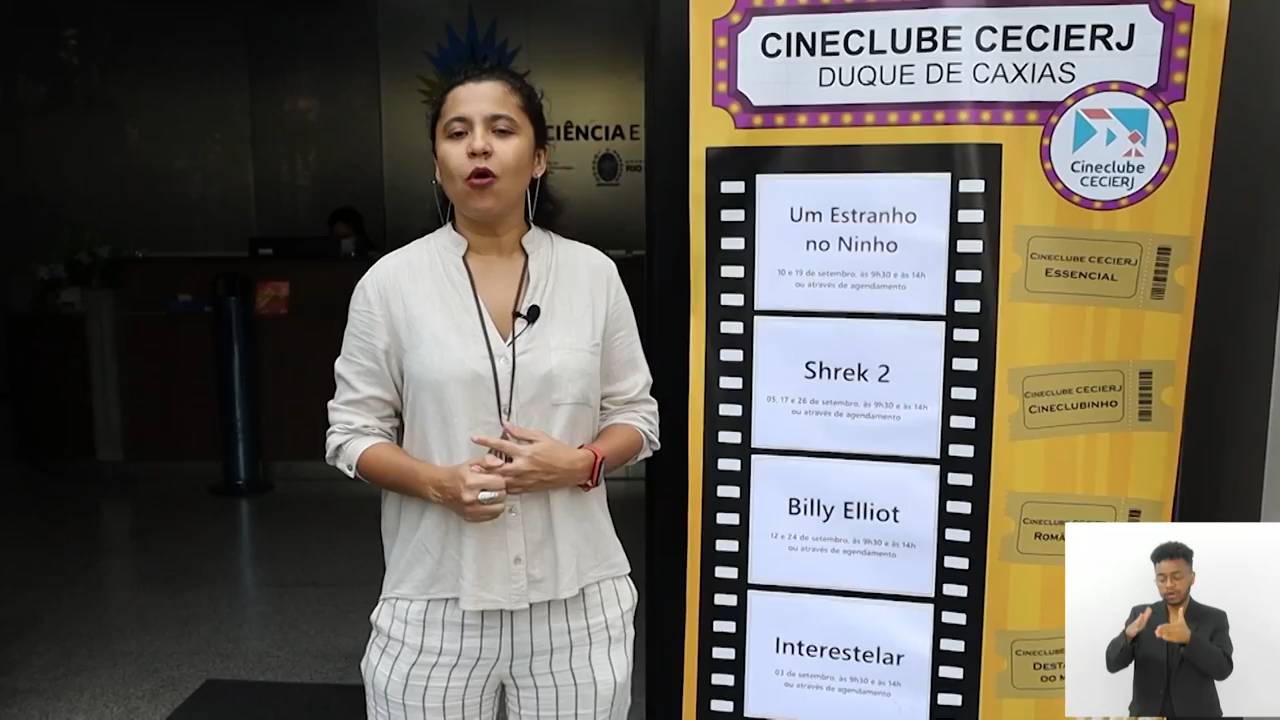 CIÊNCIA E
CINECLUBE CECIERJ
DUQUE DE CAXIAS
Cineclube
CECIERJ
Um Estranho
no Ninho
10 e 19 de setembro, às 9h30 e às 14h
ou através de agendamento
CINECLUBE CECIERJ
ESSENCIAL
Shrek 2
05, 17 e 26 de setembro, às 9h30 e às 14h
ou através de agendamento
CINECLUBE CECIERJ
CINECLUBINHO
Billy Elliot
12 e 24 de setembro, às 9h30 e às 14h
ou através de agendamento
Interestelar
03 de setembro, às 9h30 e às 14h
ou através de agendamento